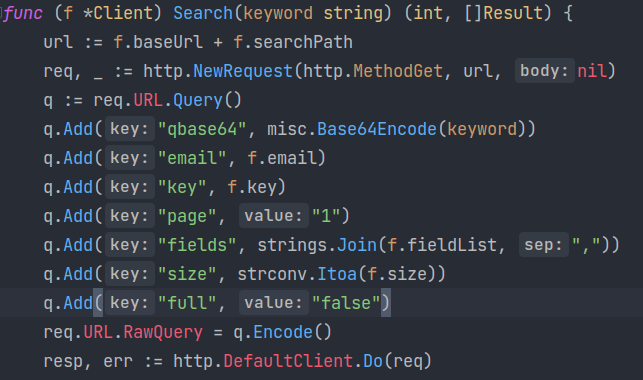 func (f *Client) Search(keyword string) (int, []Result) {
url := f.baseUrl + f.searchPath
req, _ := http.NewRequest(http.MethodGet, url, body: nil)
q := req.URL.Query()
q.Add( key: "qbase64", misc.Base64Encode(keyword))
q.Add( key: "email", f.email)
q.Add( key: "key", f.key)
q.Add( key: "page", value: "1")
q.Add( key: "fields", strings.Join(f.fieldList, sep: ","))
q.Add( key: "size", strconv.Itoa(f.size))
q.Add( key: "full", value: "false")
req.URL.RawQuery = q.Encode()
resp, err := http.DefaultClient.Do(req)